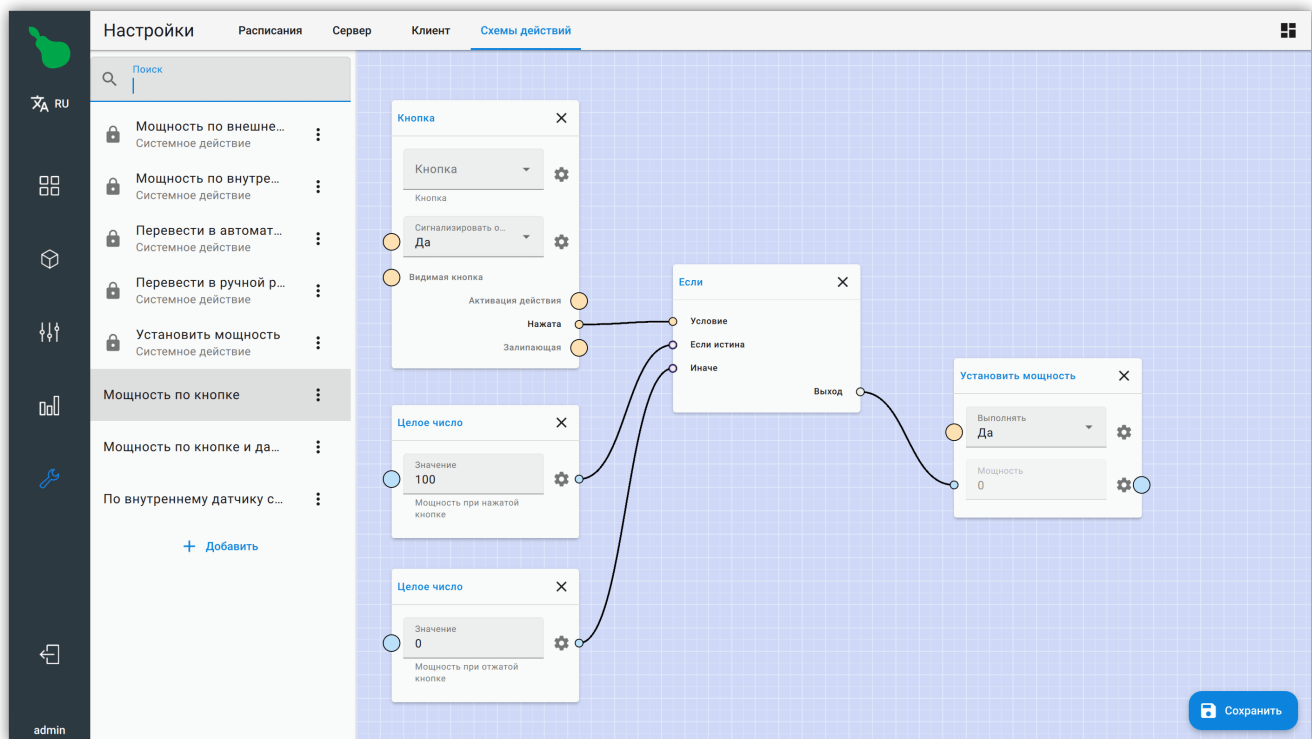 Настройки
Расписания
Сервер
Клиент
Схемы действий
Поиск
RU
Мощность по внешне...
Системное действие
Мощность по внутре...
Системное действие
Перевести в автомат...
Системное действие
Перевести в ручной р...
Системное действие
Установить мощность
Системное действие
Мощность по кнопке
Мощность по кнопке и да...
По внутреннему датчику с...
Добавить
admin
Кнопка
Кнопка
Кнопка
Сигнализировать о...
Да
Видимая кнопка
Активация действия
Нажата
Залипающая
Целое число
Значение
100
Мощность при нажатой
кнопке
Целое число
Значение
0
Мощность при отжатой
кнопке
Если
Условие
Если истина
Иначе
Выход
Установить мощность
Выполнять
Да
Мощность
0
Сохранить